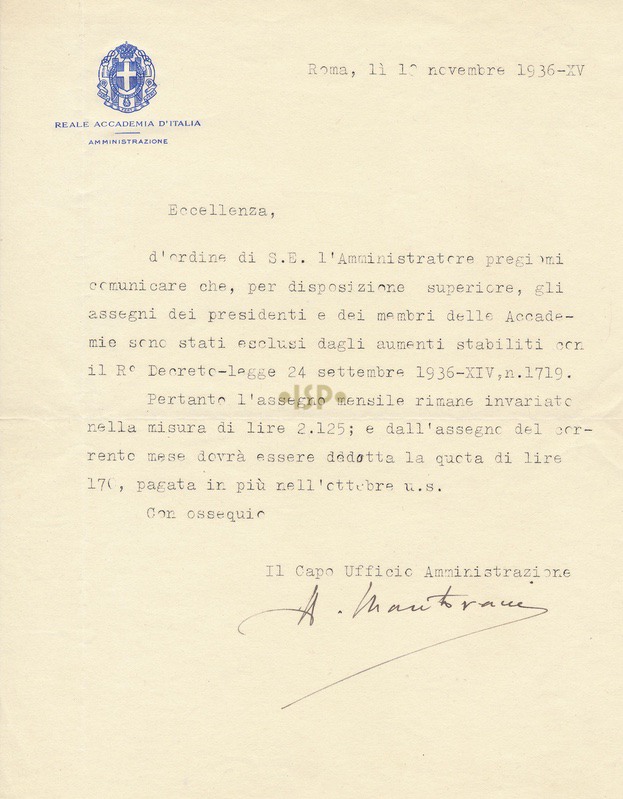 Roma, lì 10 novembre 1936-XV
REALE ACCADEMIA D'ITALIA
AMMINISTRAZIONE
Eccellenza,
d'ordine di S.E. l'Amministratore pregiomi
comunicare che, per disposizione superiore, gli
assegni dei presidenti e dei membri delle Accade-
mie sono stati esclusi dagli aumenti stabiliti con
il R° Decreto-legge 24 settembre 1936-XIV,n.1719.
•ISP•
Pertanto l'assegno mensile rimane invariato
nella misura di lire 2.125; e dall'assegno del cor-
rente mese dovrà essere dedotta la quota di lire
170, pagata in più nell'ottobre u.s.
Con ossequio
Il Capo Ufficio Amministrazione
A. Mantovani